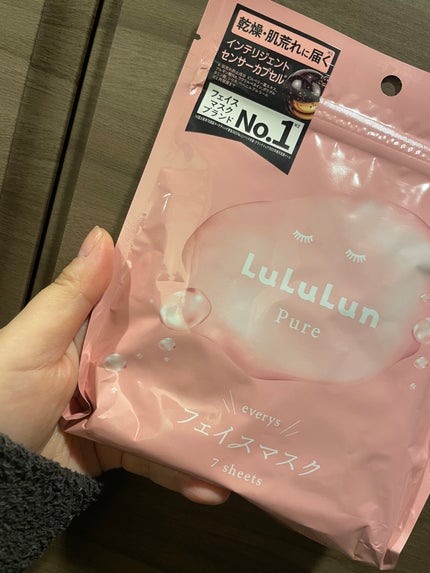 乾燥・肌荒れに届く
インテリジェント
センサーカプセル
フェイス
マスク
ブランド
No.1
LuLuLun
Pure
everys
フェイスマスク
7 sheets